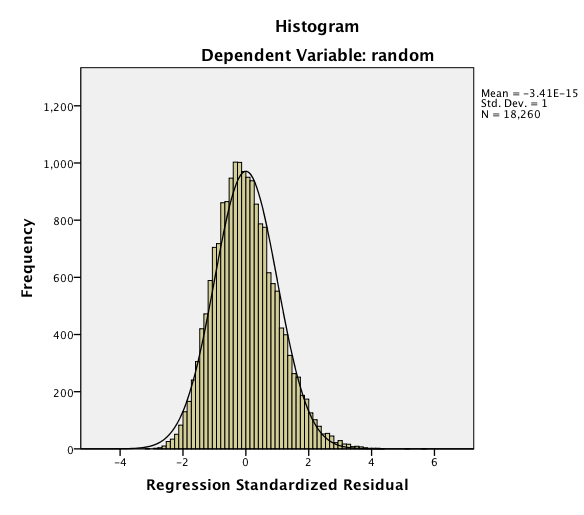 Histogram
Dependent Variable: random
Mean = -3.41E-15
Std. Dev. = 1
N = 18,260
Frequency
1,200
1,000
800
600
400
200
0
-4 -2 0 2 4 6
Regression Standardized Residual